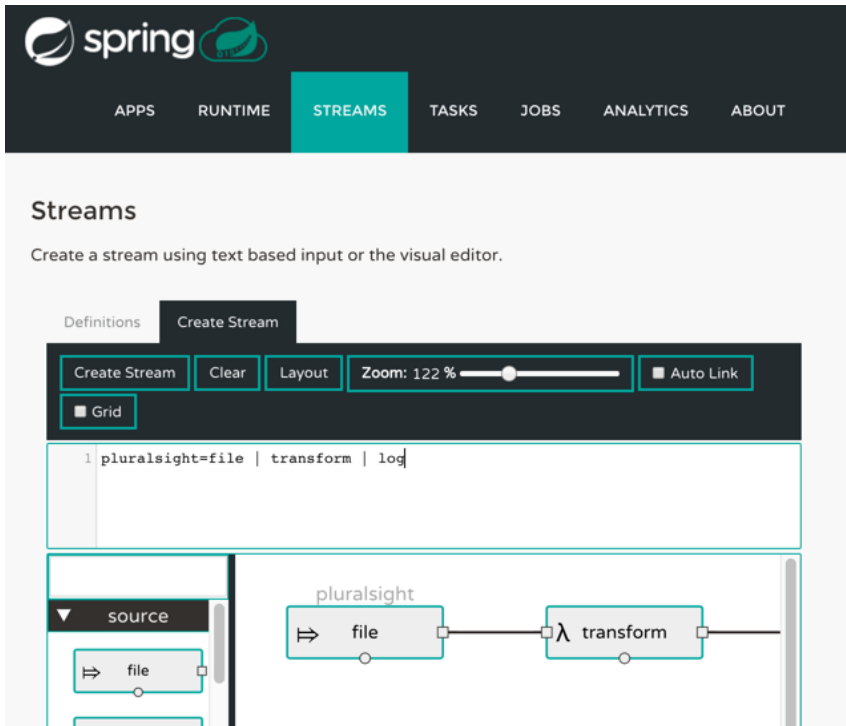 spring
APPS RUNTIME STREAMS TASKS JOBS ANALYTICS ABOUT
Streams
Create a stream using text based input or the visual editor.
Definitions Create Stream
Create Stream Clear Layout Zoom: 122 % Auto Link
Grid
1 pluralsight=file | transform | log
pluralsight
source
file λ transform
file